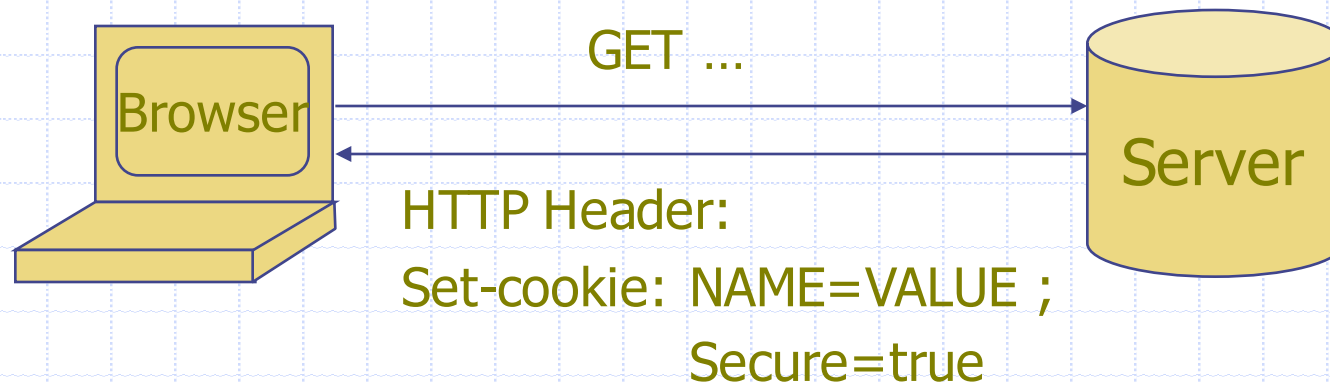 GET …
Browser
Server
HTTP Header:
Set-cookie: NAME=VALUE ;
Secure=true